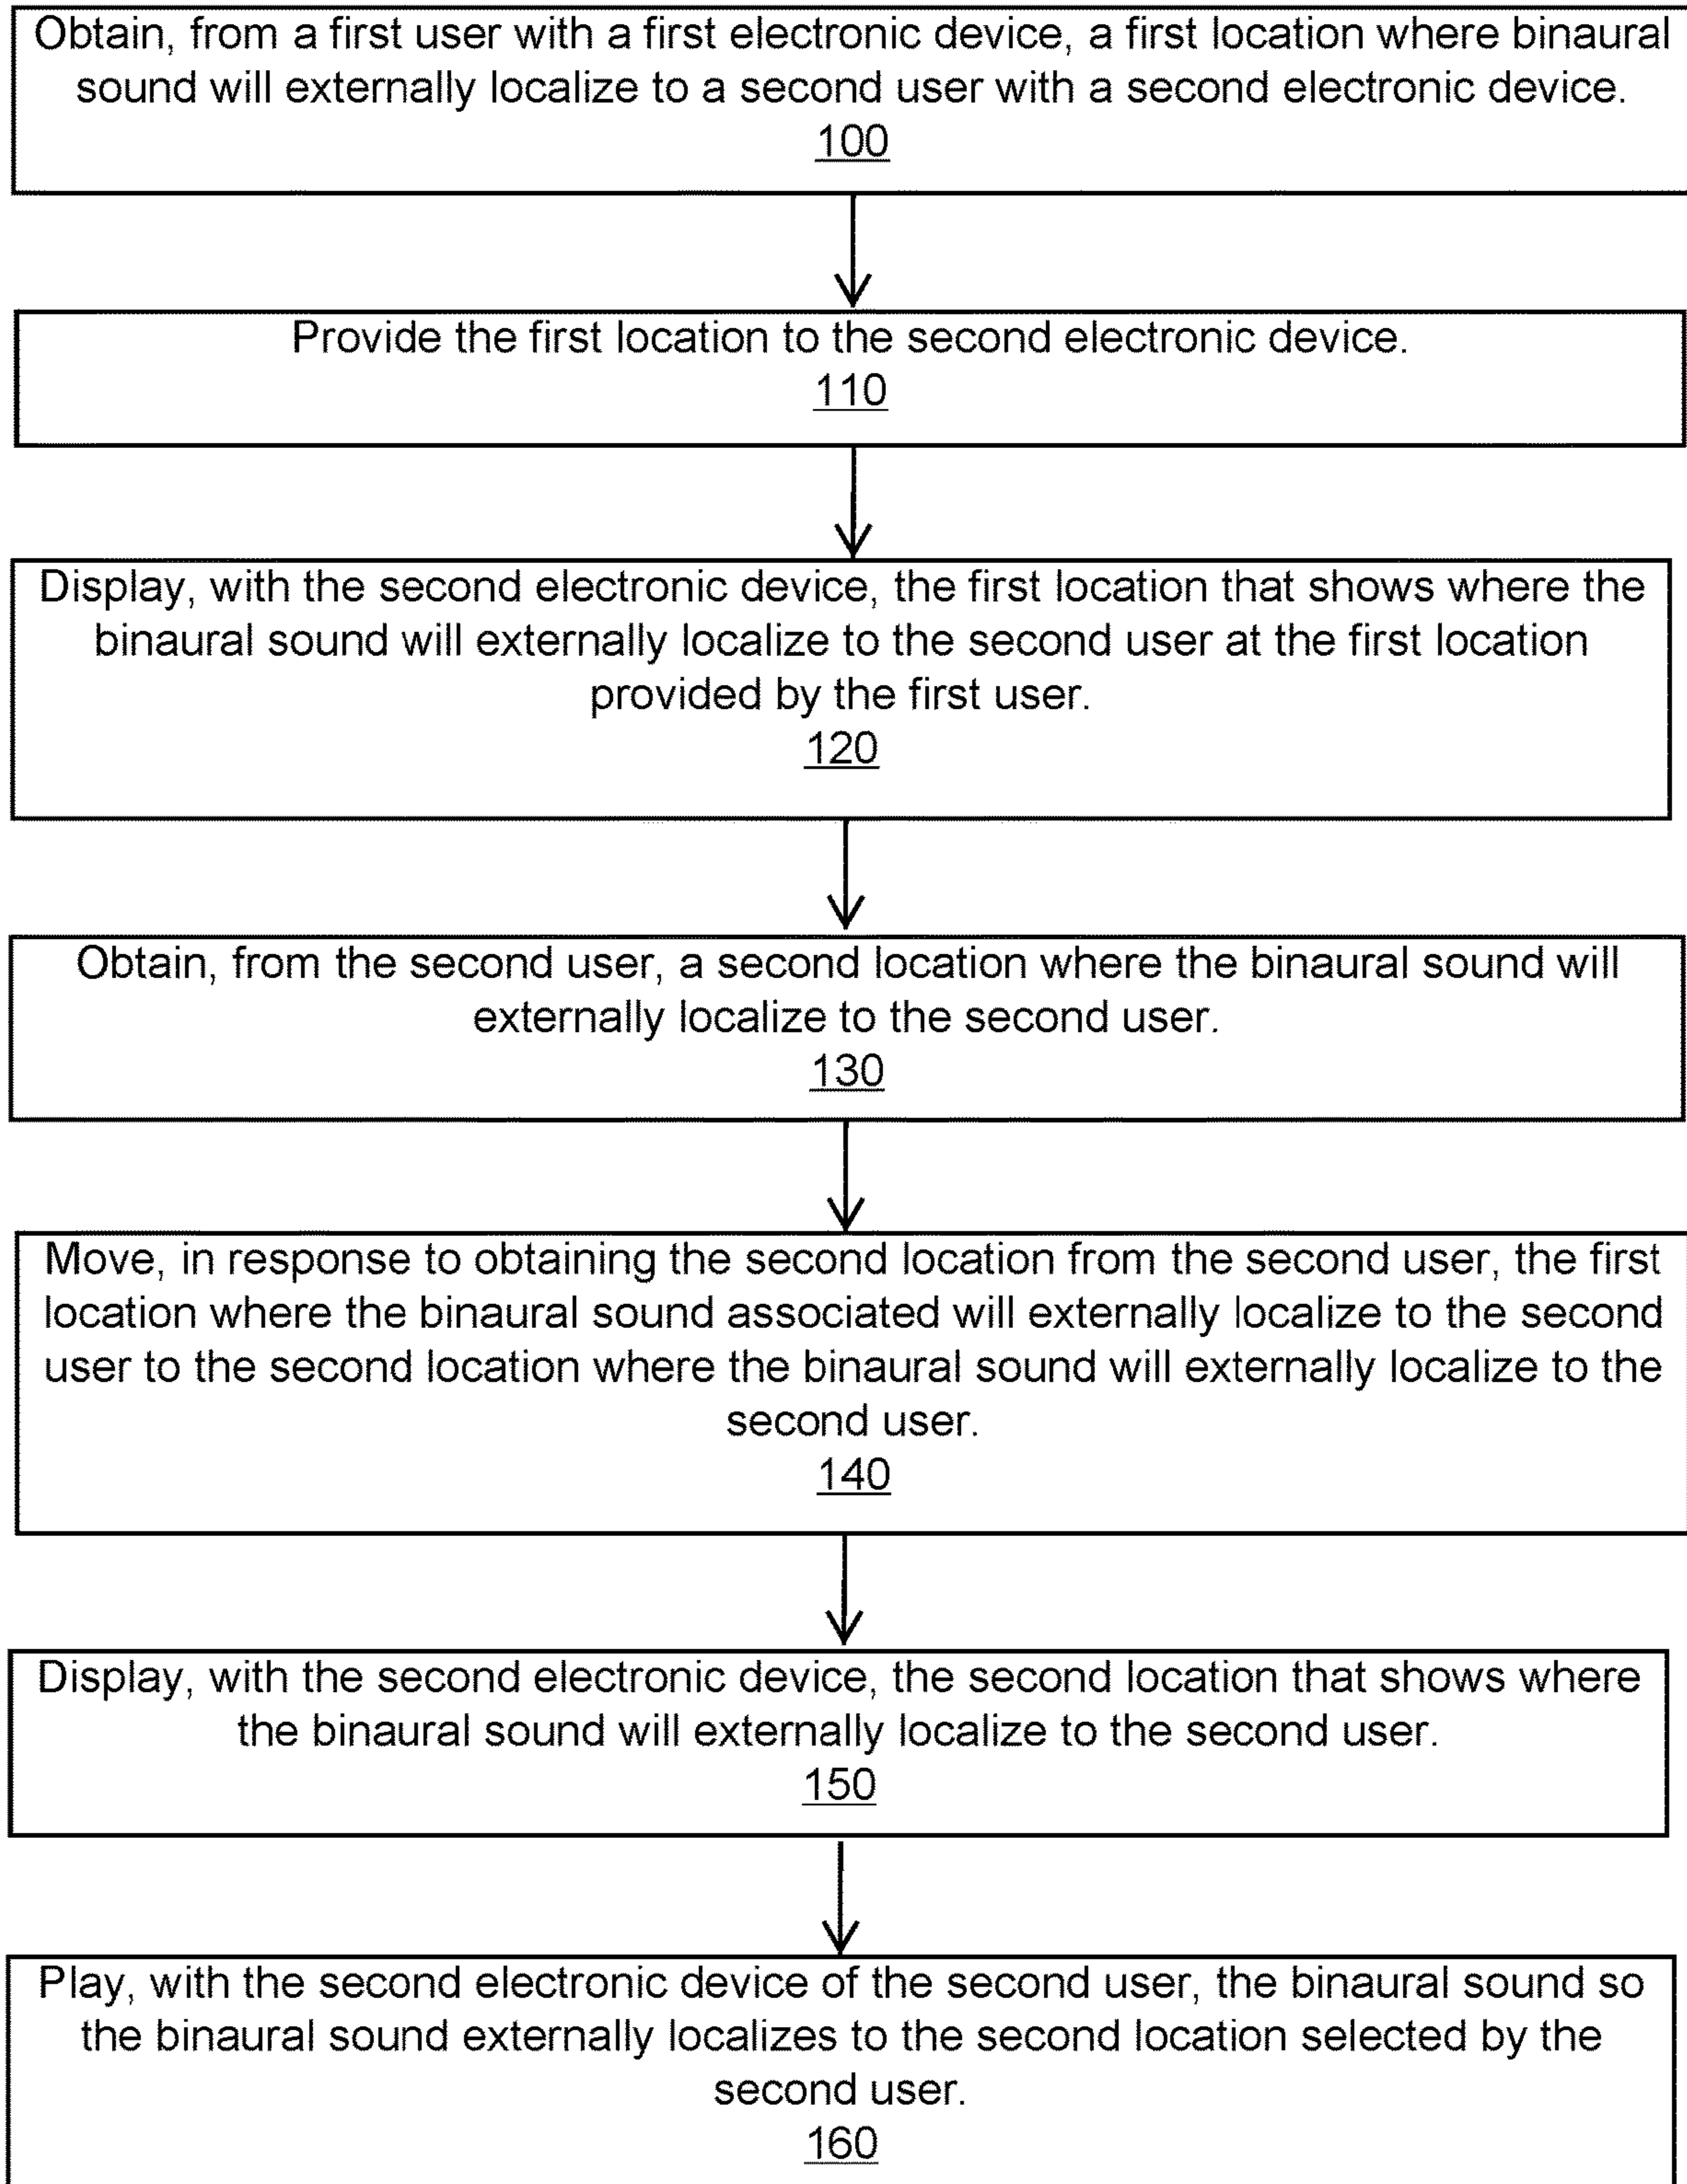 Obtain, from a first user with a first electronic device, a first location where binaural
sound will externally localize to a second user with a second electronic device.
100
Provide the first location to the second electronic device.
110
Display, with the second electronic device, the first location that shows where the
binaural sound will externally localize to the second user at the first location
provided by the first user.
120
Obtain, from the second user, a second location where the binaural sound will
externally localize to the second user.
130
Move, in response to obtaining the second location from the second user, the first
location where the binaural sound associated will externally localize to the second
user to the second location where the binaural sound will externally localize to the
second user.
140
Display, with the second electronic device, the second location that shows where
the binaural sound will externally localize to the second user.
150
Play, with the second electronic device of the second user, the binaural sound so
the binaural sound externally localizes to the second location selected by the
second user.
160